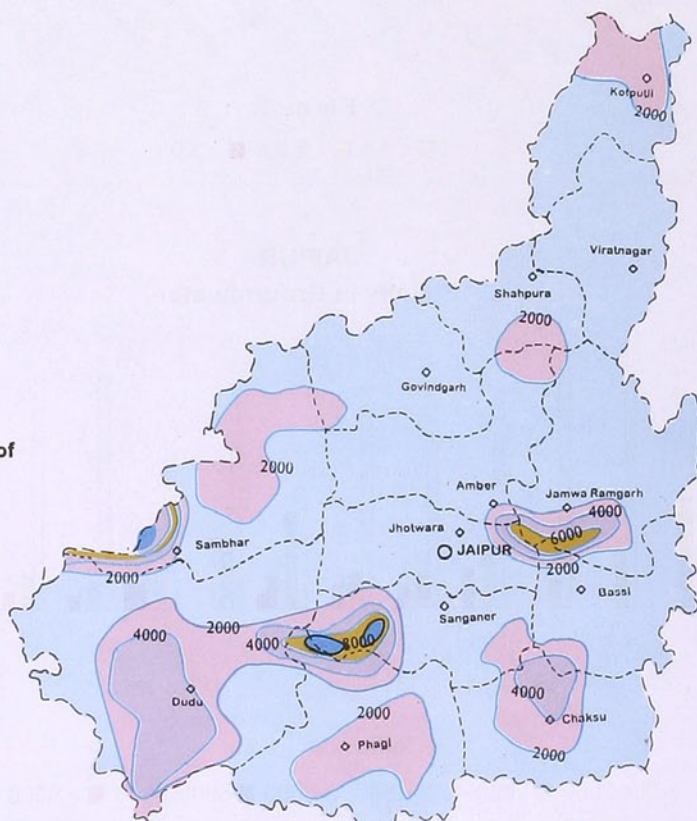 Kotputli
2000
Viratnagar
Shahpura
2000
Govindgarh
of
2000
Amber
Jamwa Ramgarh
4000
Jhotwara
6000
Sambhar
JAIPUR
2000
2000
Bassi
Sanganer
2000
4000
4000
8000
Dudu
4000
2000
Chaksu
Phagi
2000